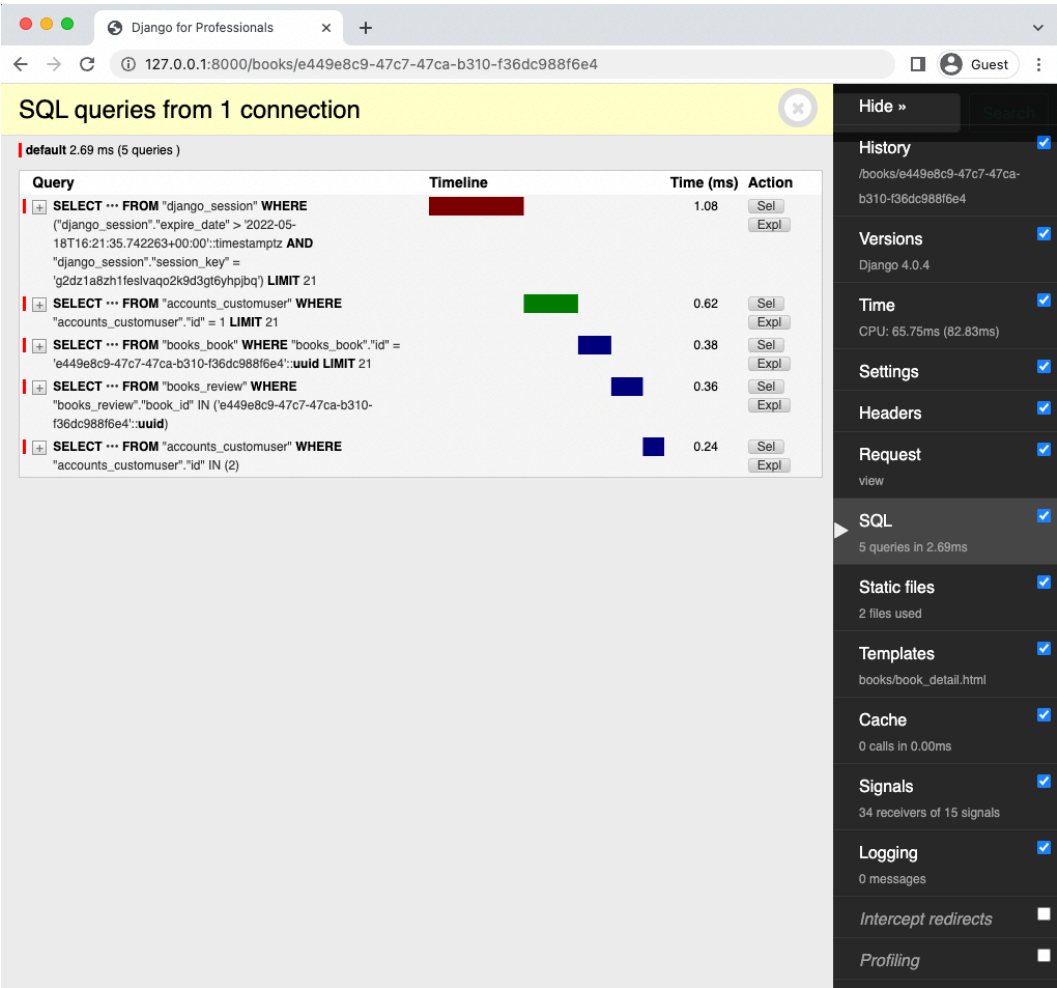 Django for Professionals
127.0.0.1:8000/books/e449e8c9-47c7-47ca-b310-f36dc988f6e4
Guest
SQL queries from 1 connection
default 2.69 ms (5 queries )
Query Timeline Time (ms) Action
SELECT ··· FROM "django_session" WHERE 1.08 Sel
("django_session"."expire_date" > '2022-05- Expl
18T16:21:35.742263+00:00'::timestamptz AND
"django_session"."session_key" =
'g2dz1a8zh1feslvaqo2k9d3gt6yhpjbq') LIMIT 21
SELECT ··· FROM "accounts_customuser" WHERE 0.62 Sel
"accounts_customuser"."id" = 1 LIMIT 21 Expl
SELECT ··· FROM "books_book" WHERE "books_book"."id" = 0.38 Sel
'e449e8c9-47c7-47ca-b310-f36dc988f6e4'::uuid LIMIT 21 Expl
SELECT ··· FROM "books_review" WHERE 0.36 Sel
"books_review"."book_id" IN ('e449e8c9-47c7-47ca-b310- Expl
f36dc988f6e4'::uuid)
SELECT ··· FROM "accounts_customuser" WHERE 0.24 Sel
"accounts_customuser"."id" IN (2) Expl
Hide »
Search
History
/books/e449e8c9-47c7-47ca-
b310-f36dc988f6e4
Versions
Django 4.0.4
Time
CPU: 65.75ms (82.83ms)
Settings
Headers
Request
view
SQL
5 queries in 2.69ms
Static files
2 files used
Templates
books/book_detail.html
Cache
0 calls in 0.00ms
Signals
34 receivers of 15 signals
Logging
0 messages
Intercept redirects
Profiling